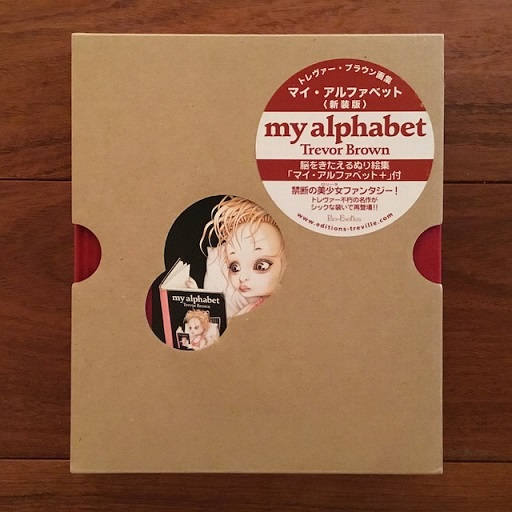 トレヴァー・ブラウン画集
マイ・アルファベット
〈新装版〉
my alphabet
Trevor Brown
脳をきたえるぬり絵集
「マイ・アルファベット+」付
禁断の美少女ファンタジー!
トレヴァー不朽の名作が
シックな装いで再登場!!
Pan-Exotica
www.editions-treville.com
my alphabet
Trevor Brown